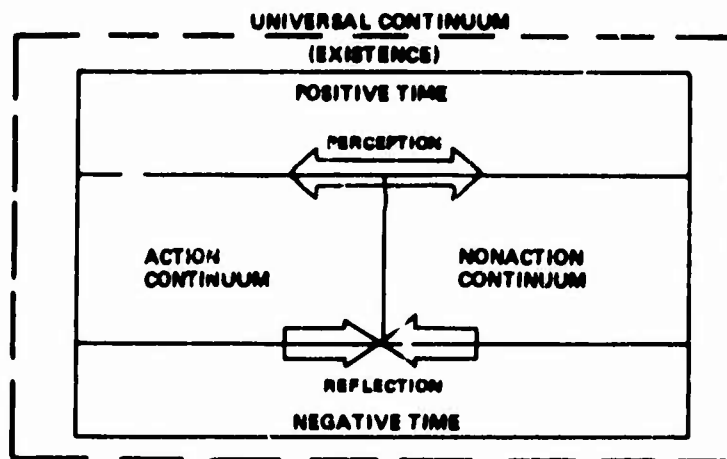 UNIVERSAL CONTINUUM
(EXISTENCE)
POSITIVE TIME
PERCEPTION
ACTION
CONTINUUM
NONACTION
CONTINUUM
REFLECTION
NEGATIVE TIME